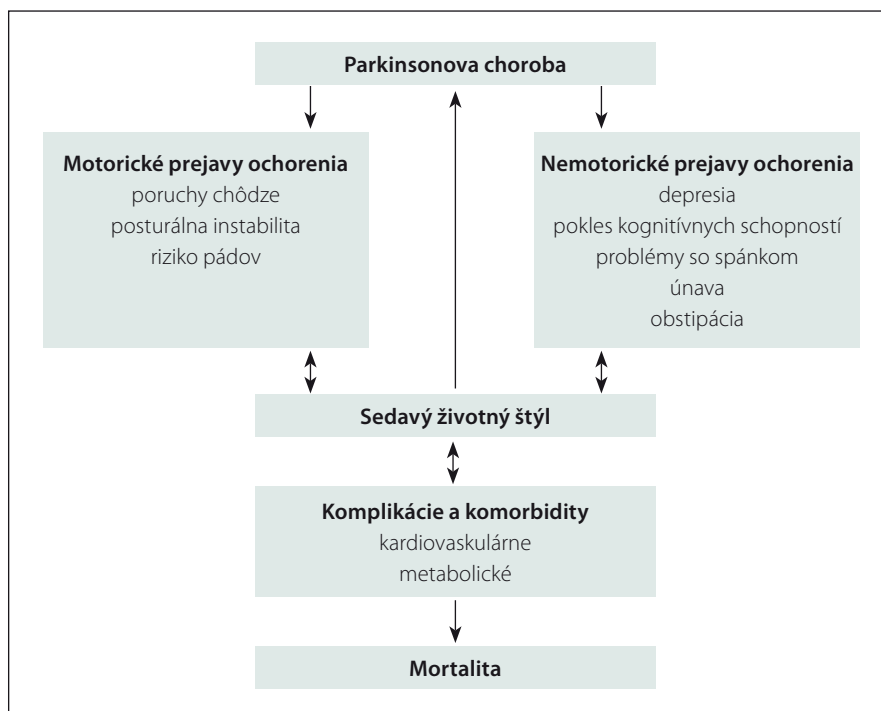 Parkinsonova choroba
Motorické prejavy ochorenia
poruchy chôdze
posturálna instabilita
riziko pádov
Nemotorické prejavy ochorenia
depresia
pokles kognitívnych schopností
problémy so spánkom
únava
obstipácia
Sedavý životný štýl
Komplikácie a komorbidity
kardiovaskulárne
metabolické
Mortalita